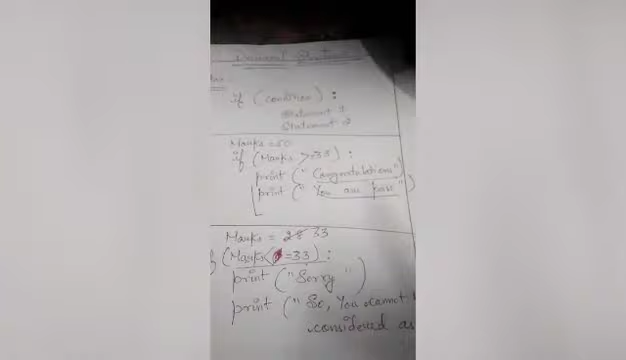 if (condition) :
Statement 1
Statement 2
Marks = 50
if (Marks >= 33) :
print ("Congratulations")
print (" You are pass")
Marks = 28 33
if (Marks < =33) :
print ("Sorry ")
print (" So, You cannot
considered as